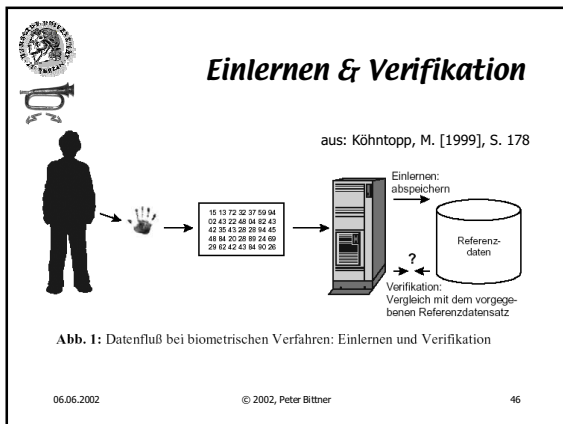 Einlernen & Verifikation
aus: Köhntopp, M. [1999], S. 178
Einlernen:
abspeichern
15 13 72 32 37 59 94
02 43 22 48 04 82 43
42 35 43 28 28 94 45
48 84 20 28 89 24 69
29 62 42 43 84 90 26
Referenz-
daten
?
Verifikation:
Vergleich mit dem vorgege-
benen Referenzdatensatz
Abb. 1: Datenfluß bei biometrischen Verfahren: Einlernen und Verifikation
06.06.2002
© 2002, Peter Bittner
46